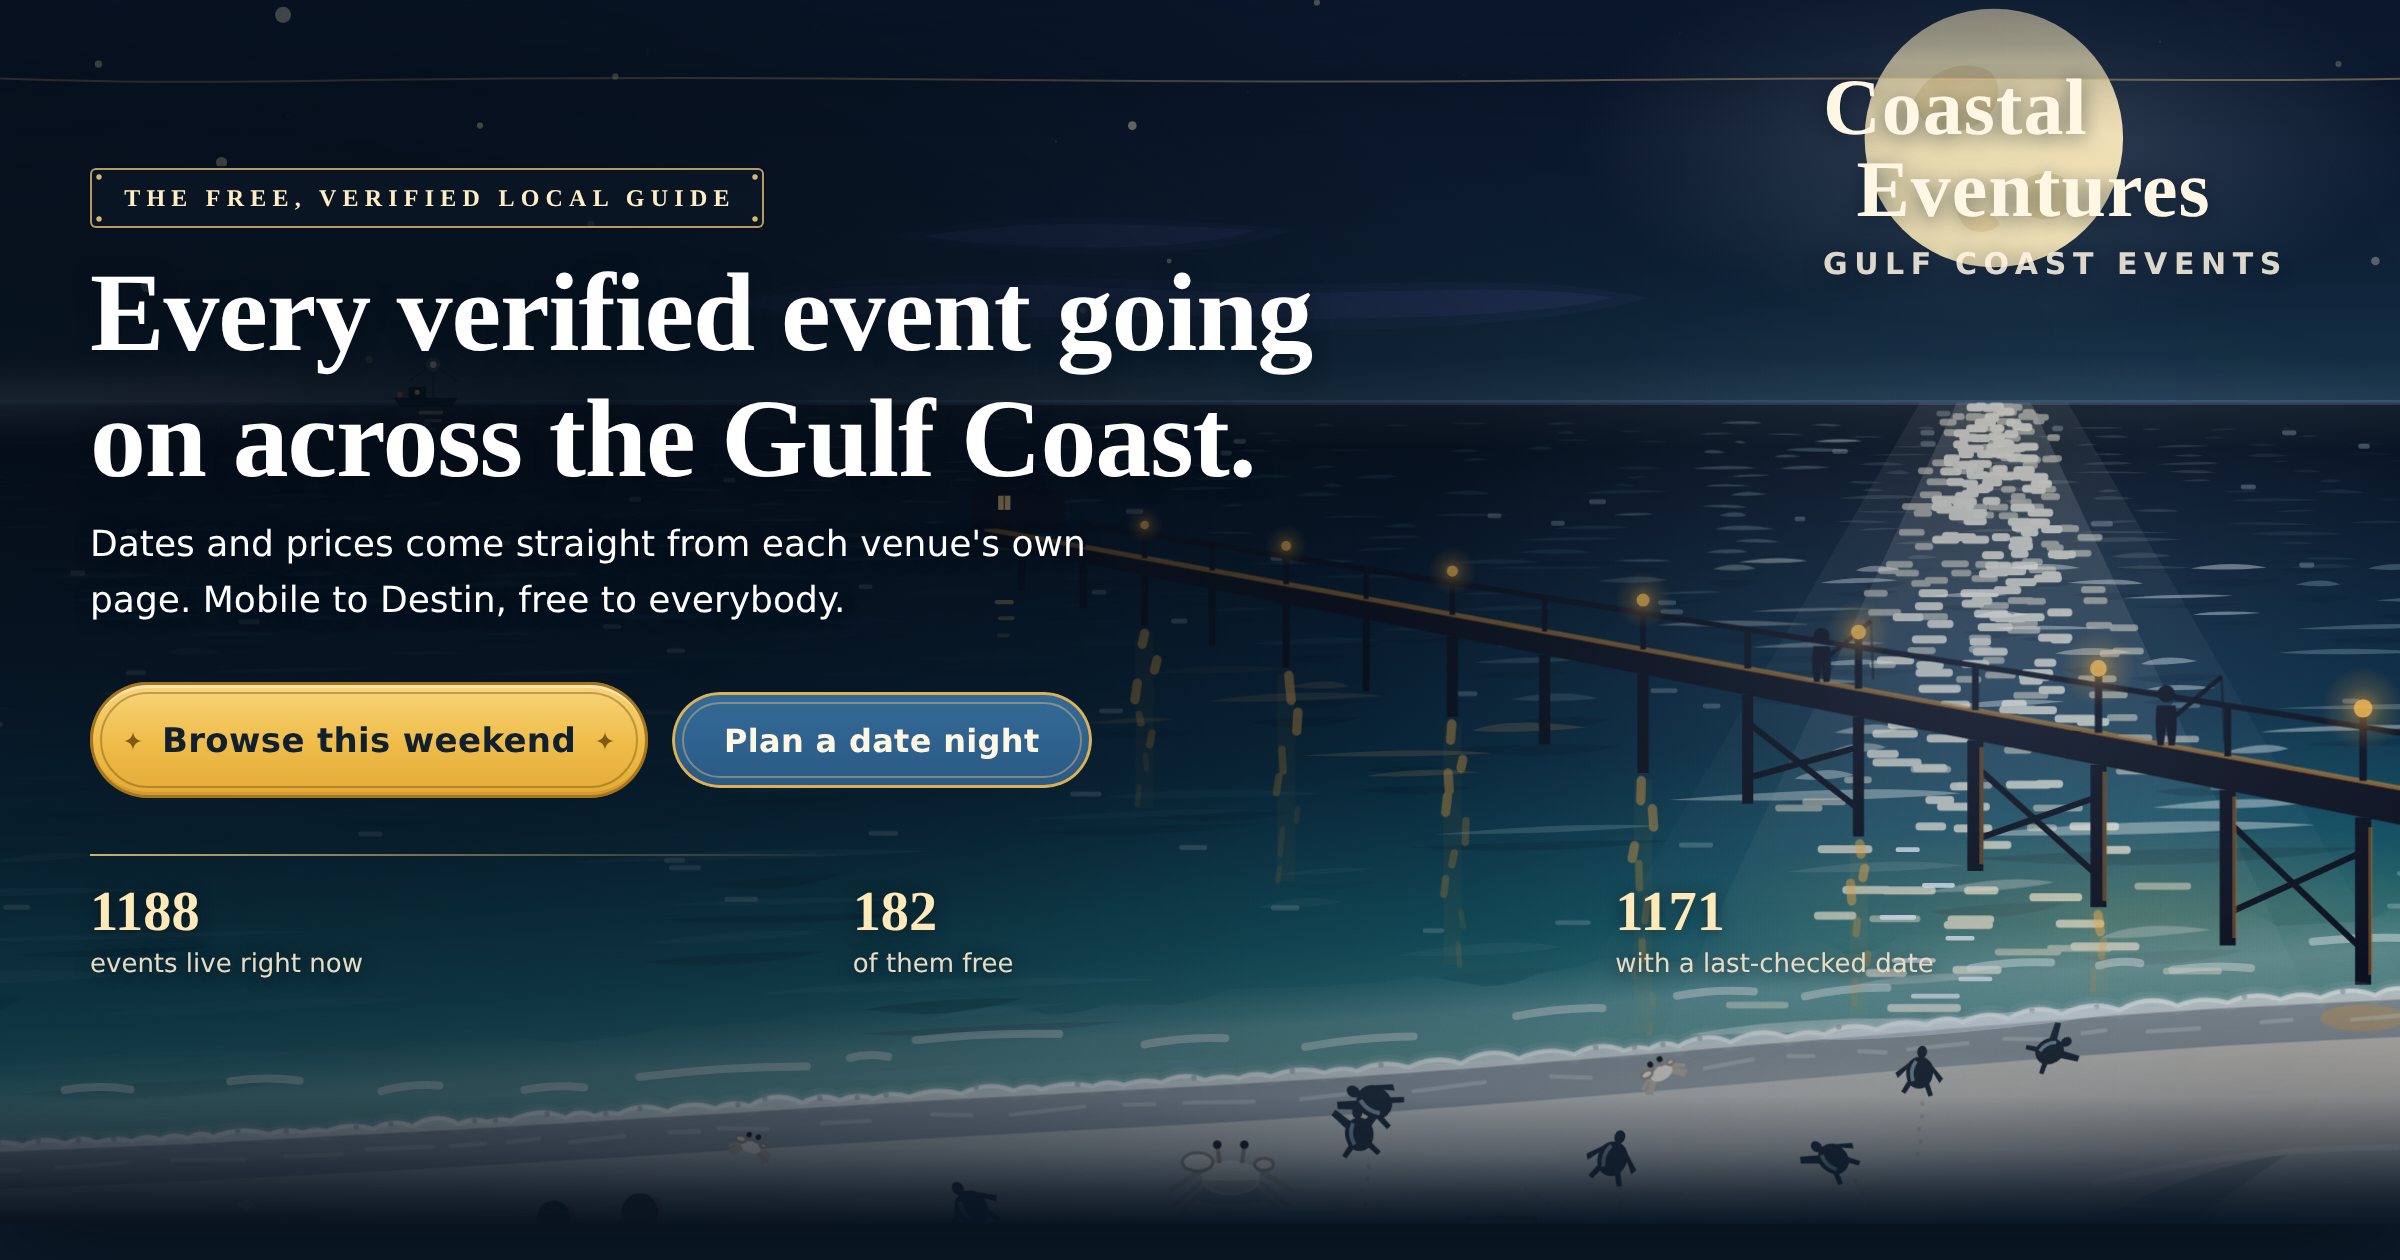 Coastal
Eventures
GULF COAST EVENTS
THE FREE, VERIFIED LOCAL GUIDE
Every verified event going
on across the Gulf Coast.
Dates and prices come straight from each venue's own
page. Mobile to Destin, free to everybody.
Browse this weekend
Plan a date night
1188
events live right now
182
of them free
1171
with a last-checked date